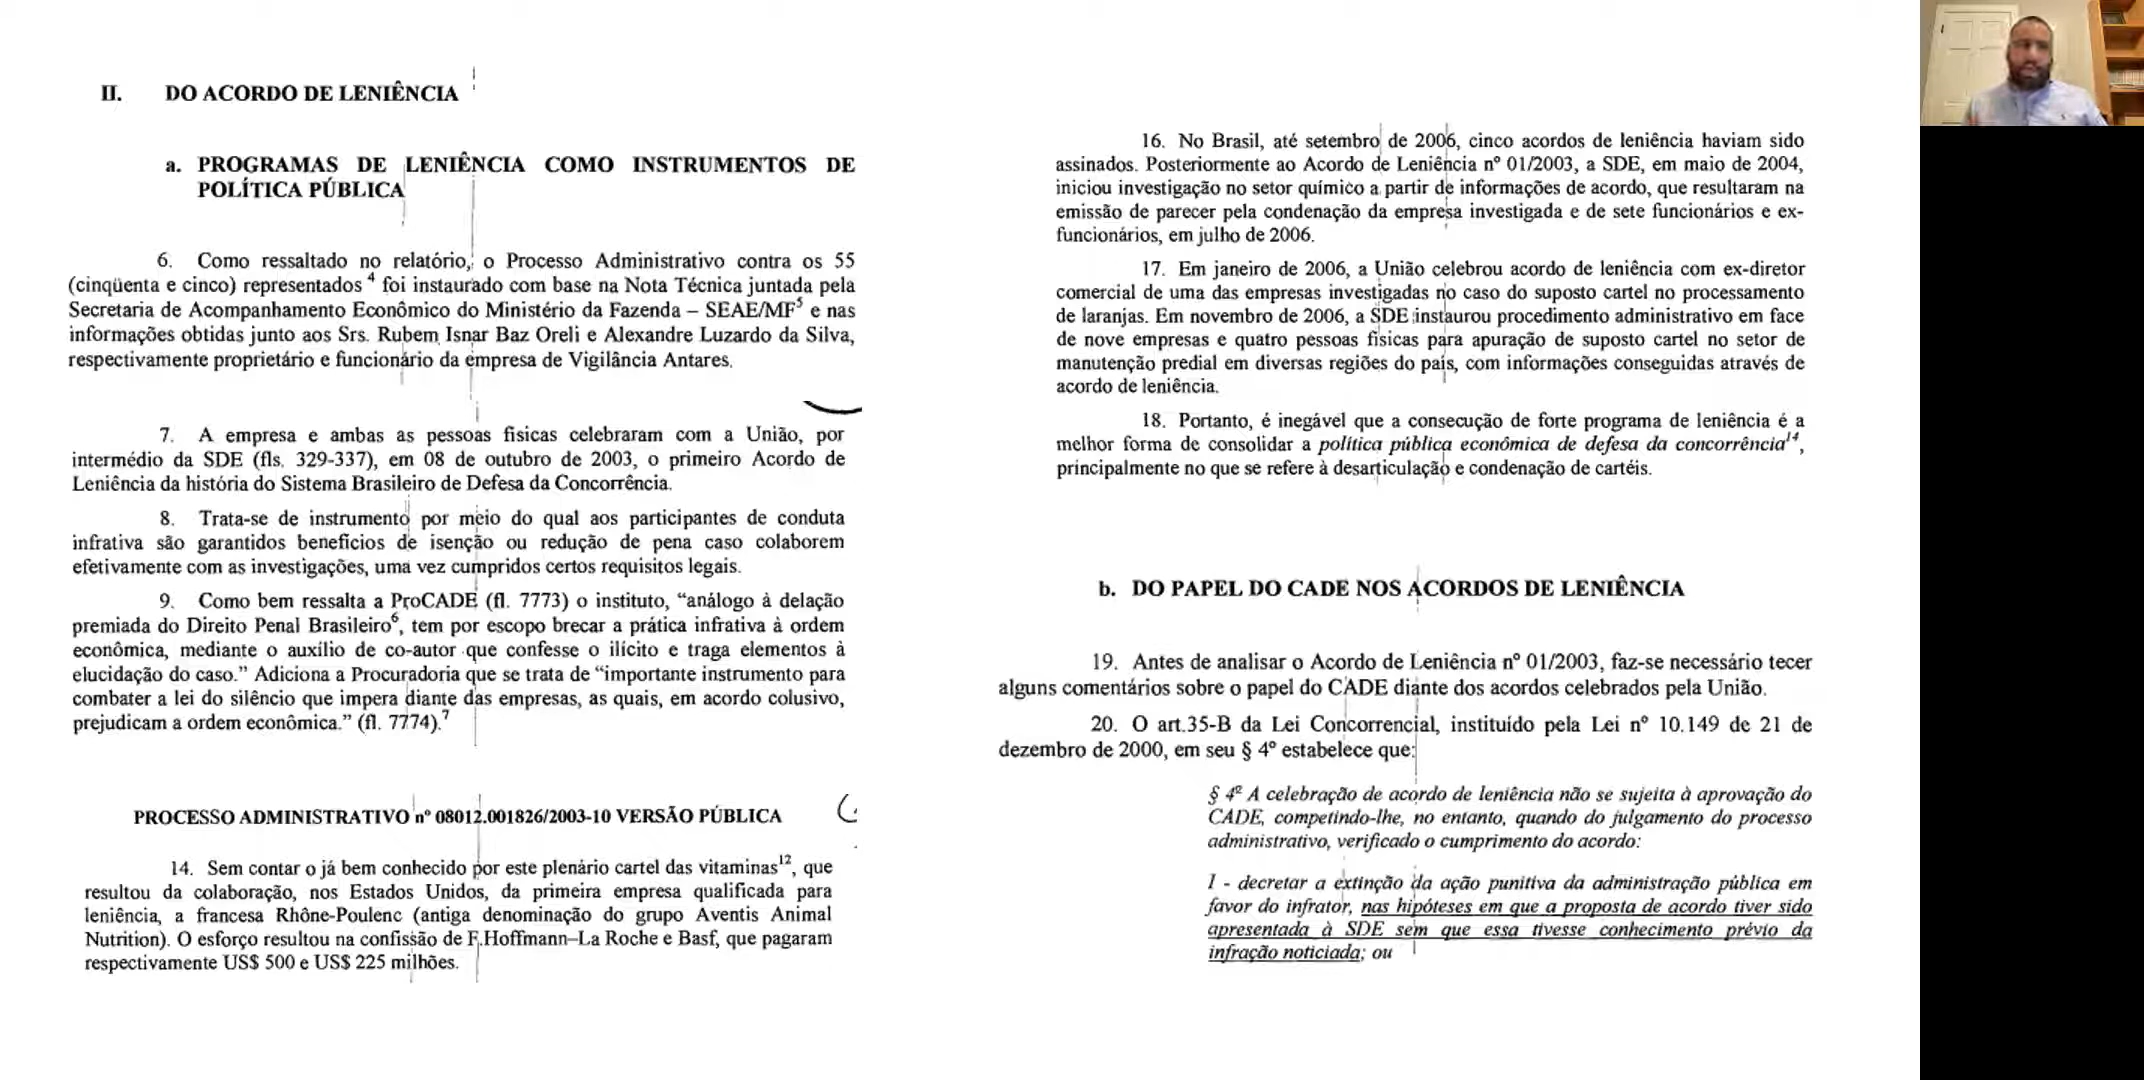 II. DO ACORDO DE LENIÊNCIA
a. PROGRAMAS DE LENIÊNCIA COMO INSTRUMENTOS DE
POLÍTICA PÚBLICA
6. Como ressaltado no relatório, o Processo Administrativo contra os 55
(cinqüenta e cinco) representados 4 foi instaurado com base na Nota Técnica juntada pela
Secretaria de Acompanhamento Econômico do Ministério da Fazenda – SEAE/MF5 e nas
informações obtidas junto aos Srs. Rubem Isnar Baz Oreli e Alexandre Luzardo da Silva,
respectivamente proprietário e funcionário da empresa de Vigilância Antares.
7. A empresa e ambas as pessoas físicas celebraram com a União, por
intermédio da SDE (fls. 329-337), em 08 de outubro de 2003, o primeiro Acordo de
Leniência da história do Sistema Brasileiro de Defesa da Concorrência.
8. Trata-se de instrumento por meio do qual aos participantes de conduta
infrativa são garantidos benefícios de isenção ou redução de pena caso colaborem
efetivamente com as investigações, uma vez cumpridos certos requisitos legais.
9. Como bem ressalta a ProCADE (fl. 7773) o instituto, “análogo à delação
premiada do Direito Penal Brasileiro6, tem por escopo brecar a prática infrativa à ordem
econômica, mediante o auxílio de co-autor que confesse o ilícito e traga elementos à
elucidação do caso.” Adiciona a Procuradoria que se trata de “importante instrumento para
combater a lei do silêncio que impera diante das empresas, as quais, em acordo colusivo,
prejudicam a ordem econômica.” (fl. 7774).7
PROCESSO ADMINISTRATIVO nº 08012.001826/2003-10 VERSÃO PÚBLICA
14. Sem contar o já bem conhecido por este plenário cartel das vitaminas12, que
resultou da colaboração, nos Estados Unidos, da primeira empresa qualificada para
leniência, a francesa Rhône-Poulenc (antiga denominação do grupo Aventis Animal
Nutrition). O esforço resultou na confissão de F.Hoffmann–La Roche e Basf, que pagaram
respectivamente US$ 500 e US$ 225 milhões.
16. No Brasil, até setembro de 2006, cinco acordos de leniência haviam sido
assinados. Posteriormente ao Acordo de Leniência nº 01/2003, a SDE, em maio de 2004,
iniciou investigação no setor químico a partir de informações de acordo, que resultaram na
emissão de parecer pela condenação da empresa investigada e de sete funcionários e ex-
funcionários, em julho de 2006.
17. Em janeiro de 2006, a União celebrou acordo de leniência com ex-diretor
comercial de uma das empresas investigadas no caso do suposto cartel no processamento
de laranjas. Em novembro de 2006, a SDE instaurou procedimento administrativo em face
de nove empresas e quatro pessoas físicas para apuração de suposto cartel no setor de
manutenção predial em diversas regiões do país, com informações conseguidas através de
acordo de leniência.
18. Portanto, é inegável que a consecução de forte programa de leniência é a
melhor forma de consolidar a política pública econômica de defesa da concorrência14,
principalmente no que se refere à desarticulação e condenação de cartéis.
b. DO PAPEL DO CADE NOS ACORDOS DE LENIÊNCIA
19. Antes de analisar o Acordo de Leniência nº 01/2003, faz-se necessário tecer
alguns comentários sobre o papel do CADE diante dos acordos celebrados pela União.
20. O art.35-B da Lei Concorrencial, instituído pela Lei nº 10.149 de 21 de
dezembro de 2000, em seu § 4º estabelece que:
§ 4º A celebração de acordo de leniência não se sujeita à aprovação do
CADE, competindo-lhe, no entanto, quando do julgamento do processo
administrativo, verificado o cumprimento do acordo:
I - decretar a extinção da ação punitiva da administração pública em
favor do infrator, nas hipóteses em que a proposta de acordo tiver sido
apresentada à SDE sem que essa tivesse conhecimento prévio da
infração noticiada; ou